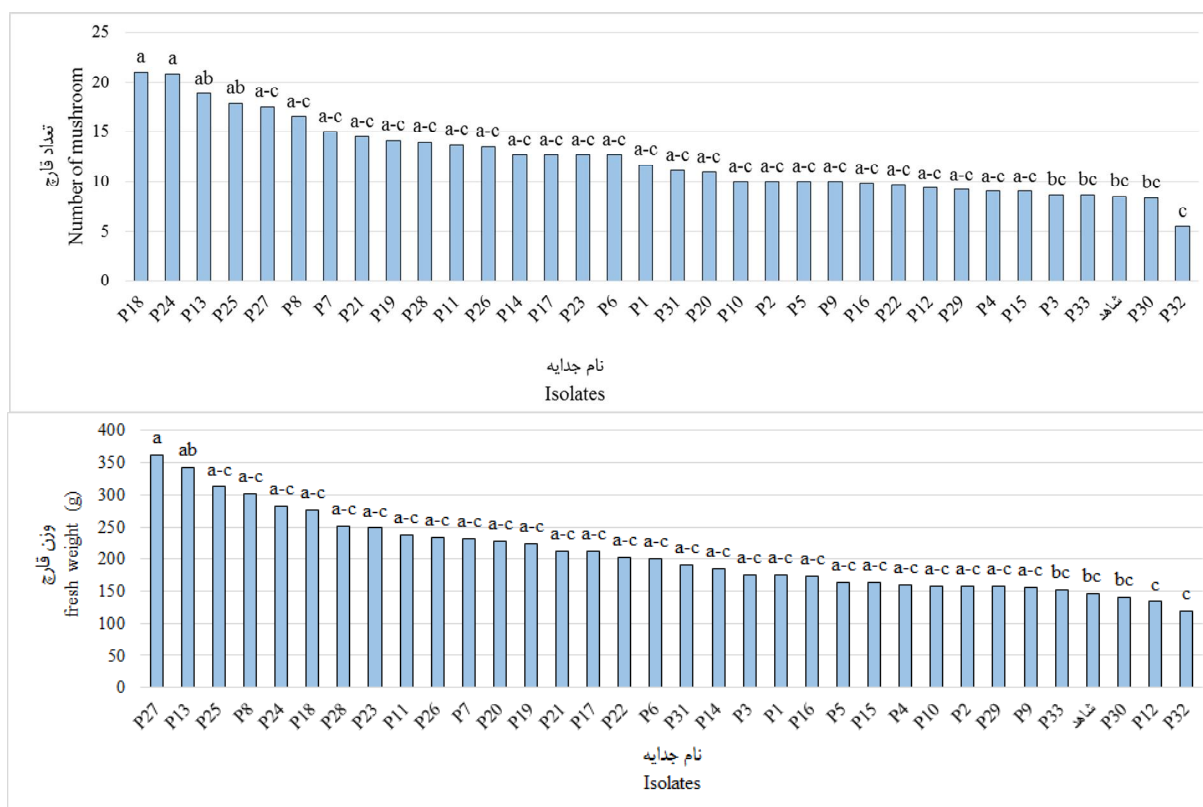 تعداد قارچ
Number of mushroom
25
20
15
10
5
0
a a ab ab a-c a-c a-c a-c a-c a-c a-c a-c a-c a-c a-c a-c a-c a-c a-c a-c a-c a-c a-c a-c a-c a-c a-c a-c a-c bc bc bc bc c
P18 P24 P13 P25 P27 P8 P7 P21 P19 P28 P11 P26 P14 P17 P23 P6 P1 P31 P20 P10 P2 P5 P9 P16 P22 P12 P29 P4 P15 P3 P33 شاهد P30 P32
نام جدایه
Isolates
وزن قارچ
fresh weight (g)
400
350
300
250
200
150
100
50
0
a ab a-c a-c a-c a-c a-c a-c a-c a-c a-c a-c a-c a-c a-c a-c a-c a-c a-c a-c a-c a-c a-c a-c a-c a-c a-c a-c a-c bc bc bc c c
P27 P13 P25 P8 P24 P18 P28 P23 P11 P26 P7 P20 P19 P21 P17 P22 P6 P31 P14 P3 P1 P16 P5 P15 P4 P10 P2 P29 P9 P33 شاهد P30 P12 P32
نام جدایه
Isolates